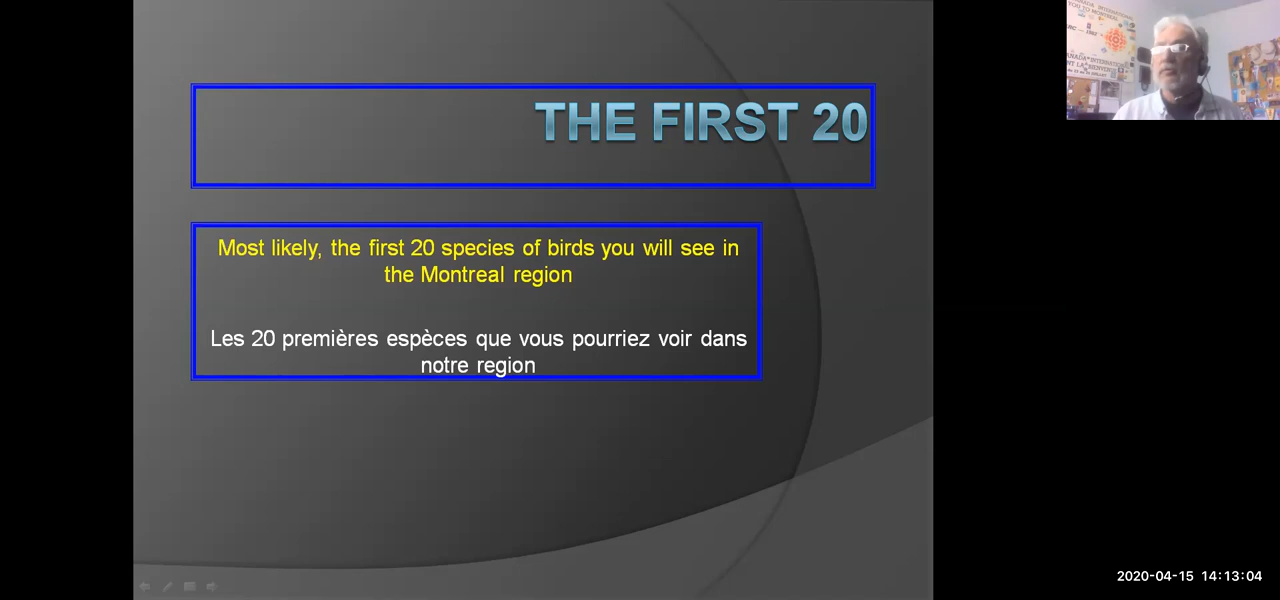 THE FIRST 20
Most likely, the first 20 species of birds you will see in
the Montreal region
Les 20 premières espèces que vous pourriez voir dans
notre region
2020-04-15 14:13:04